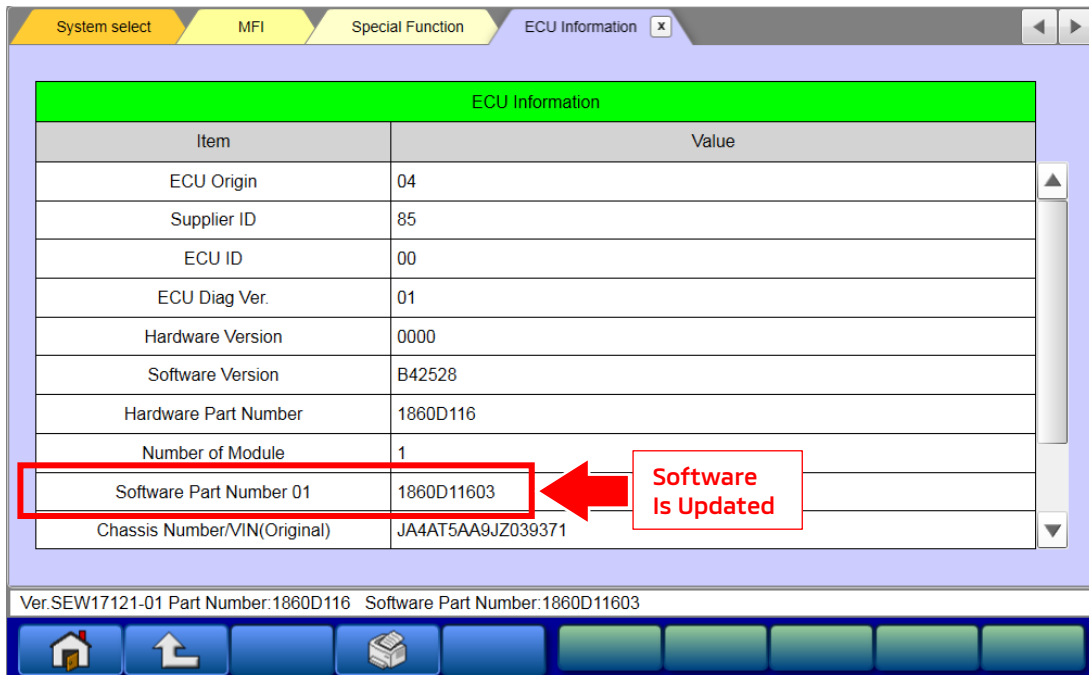 System select MFI Special Function ECU Information x
ECU Information
Item Value
ECU Origin 04
Supplier ID 85
ECU ID 00
ECU Diag Ver. 01
Hardware Version 0000
Software Version B42528
Hardware Part Number 1860D116
Number of Module 1
Software Part Number 01 1860D11603
Software
Is Updated
Chassis Number/VIN(Original) JA4AT5AA9JZ039371
Ver.SEW17121-01 Part Number:1860D116 Software Part Number:1860D11603